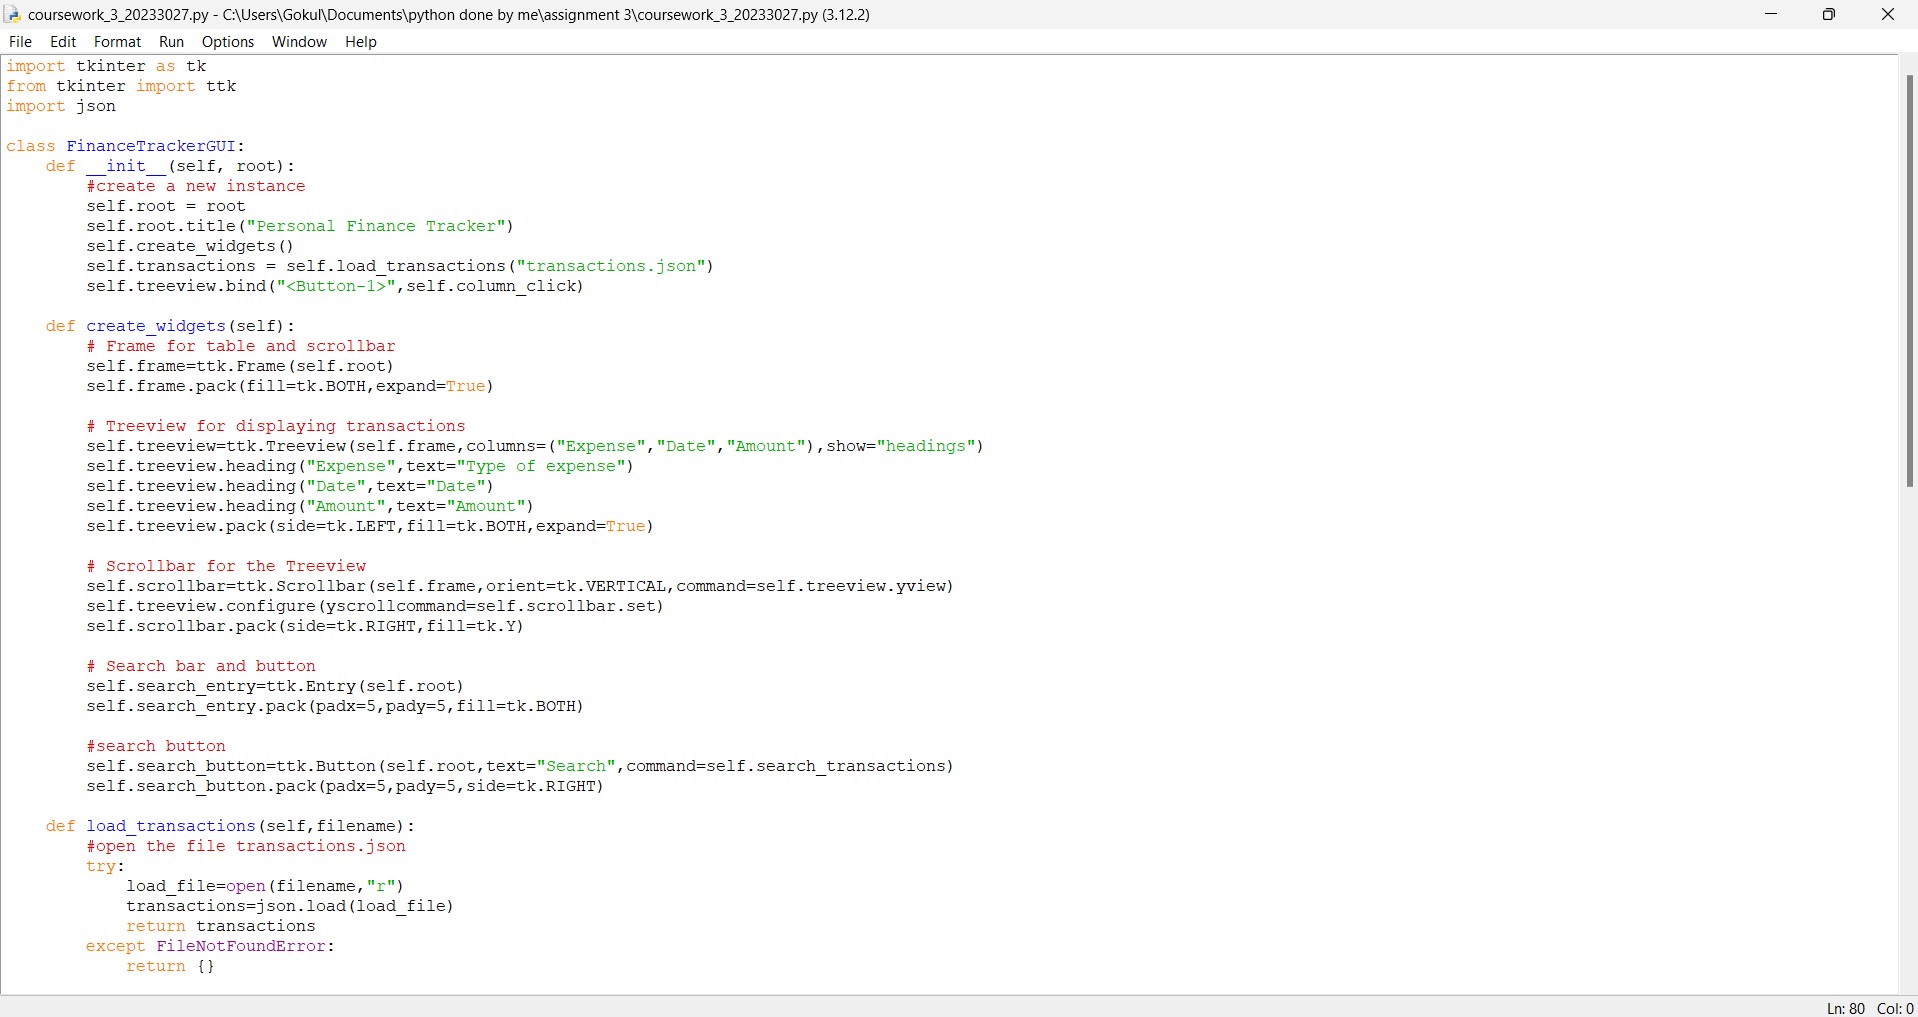 coursework_3_20233027.py - C:\Users\Gokul\Documents\python done by me\assignment 3\coursework_3_20233027.py (3.12.2)
File Edit Format Run Options Window Help
import tkinter as tk
from tkinter import ttk
import json

class FinanceTrackerGUI:
    def __init__(self, root):
        #create a new instance
        self.root = root
        self.root.title("Personal Finance Tracker")
        self.create_widgets()
        self.transactions = self.load_transactions("transactions.json")
        self.treeview.bind("<Button-1>",self.column_click)

    def create_widgets(self):
        # Frame for table and scrollbar
        self.frame=ttk.Frame(self.root)
        self.frame.pack(fill=tk.BOTH,expand=True)

        # Treeview for displaying transactions
        self.treeview=ttk.Treeview(self.frame,columns=("Expense","Date","Amount"),show="headings")
        self.treeview.heading("Expense",text="Type of expense")
        self.treeview.heading("Date",text="Date")
        self.treeview.heading("Amount",text="Amount")
        self.treeview.pack(side=tk.LEFT,fill=tk.BOTH,expand=True)

        # Scrollbar for the Treeview
        self.scrollbar=ttk.Scrollbar(self.frame,orient=tk.VERTICAL,command=self.treeview.yview)
        self.treeview.configure(yscrollcommand=self.scrollbar.set)
        self.scrollbar.pack(side=tk.RIGHT,fill=tk.Y)

        # Search bar and button
        self.search_entry=ttk.Entry(self.root)
        self.search_entry.pack(padx=5,pady=5,fill=tk.BOTH)

        #search button
        self.search_button=ttk.Button(self.root,text="Search",command=self.search_transactions)
        self.search_button.pack(padx=5,pady=5,side=tk.RIGHT)

    def load_transactions(self,filename):
        #open the file transactions.json
        try:
            load_file=open(filename,"r")
            transactions=json.load(load_file)
            return transactions
        except FileNotFoundError:
            return {}
Ln: 80 Col: 0